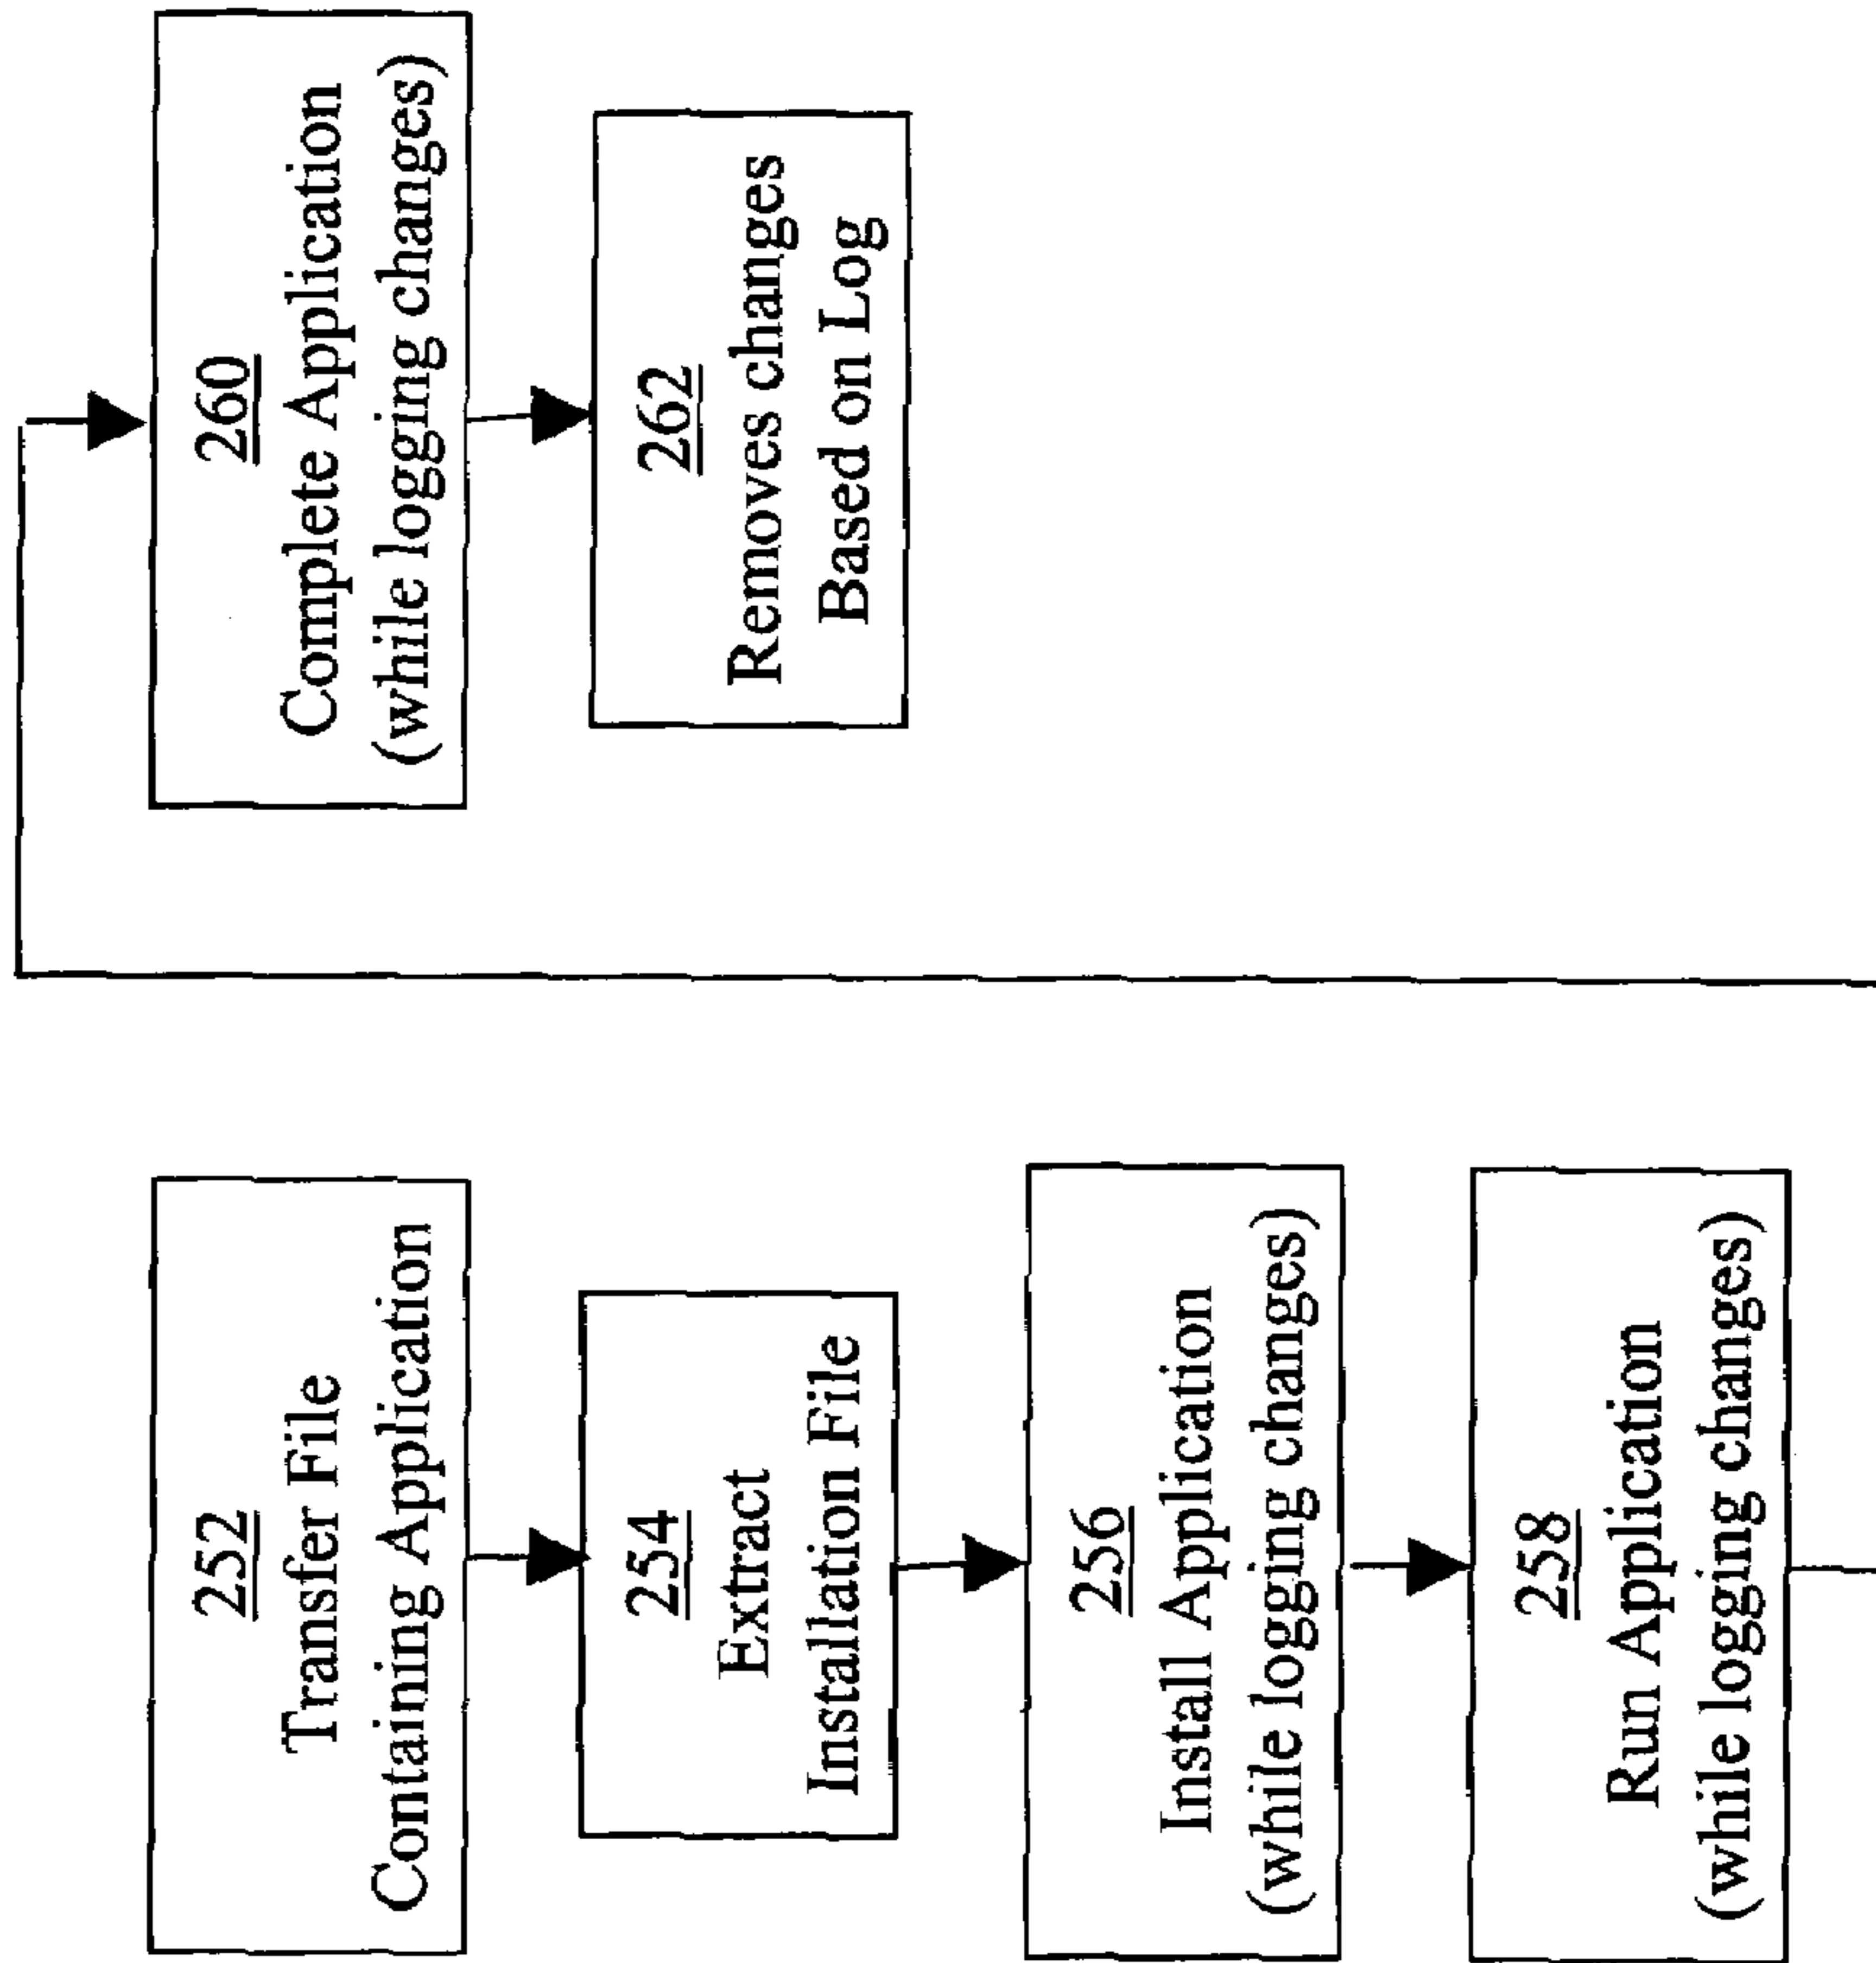 252
Transfer File
Containing Application
254
Extract
Installation File
256
Install Application
(while logging changes)
258
Run Application
(while logging changes)
260
Complete Application
(while logging changes)
262
Removes changes
Based on Log